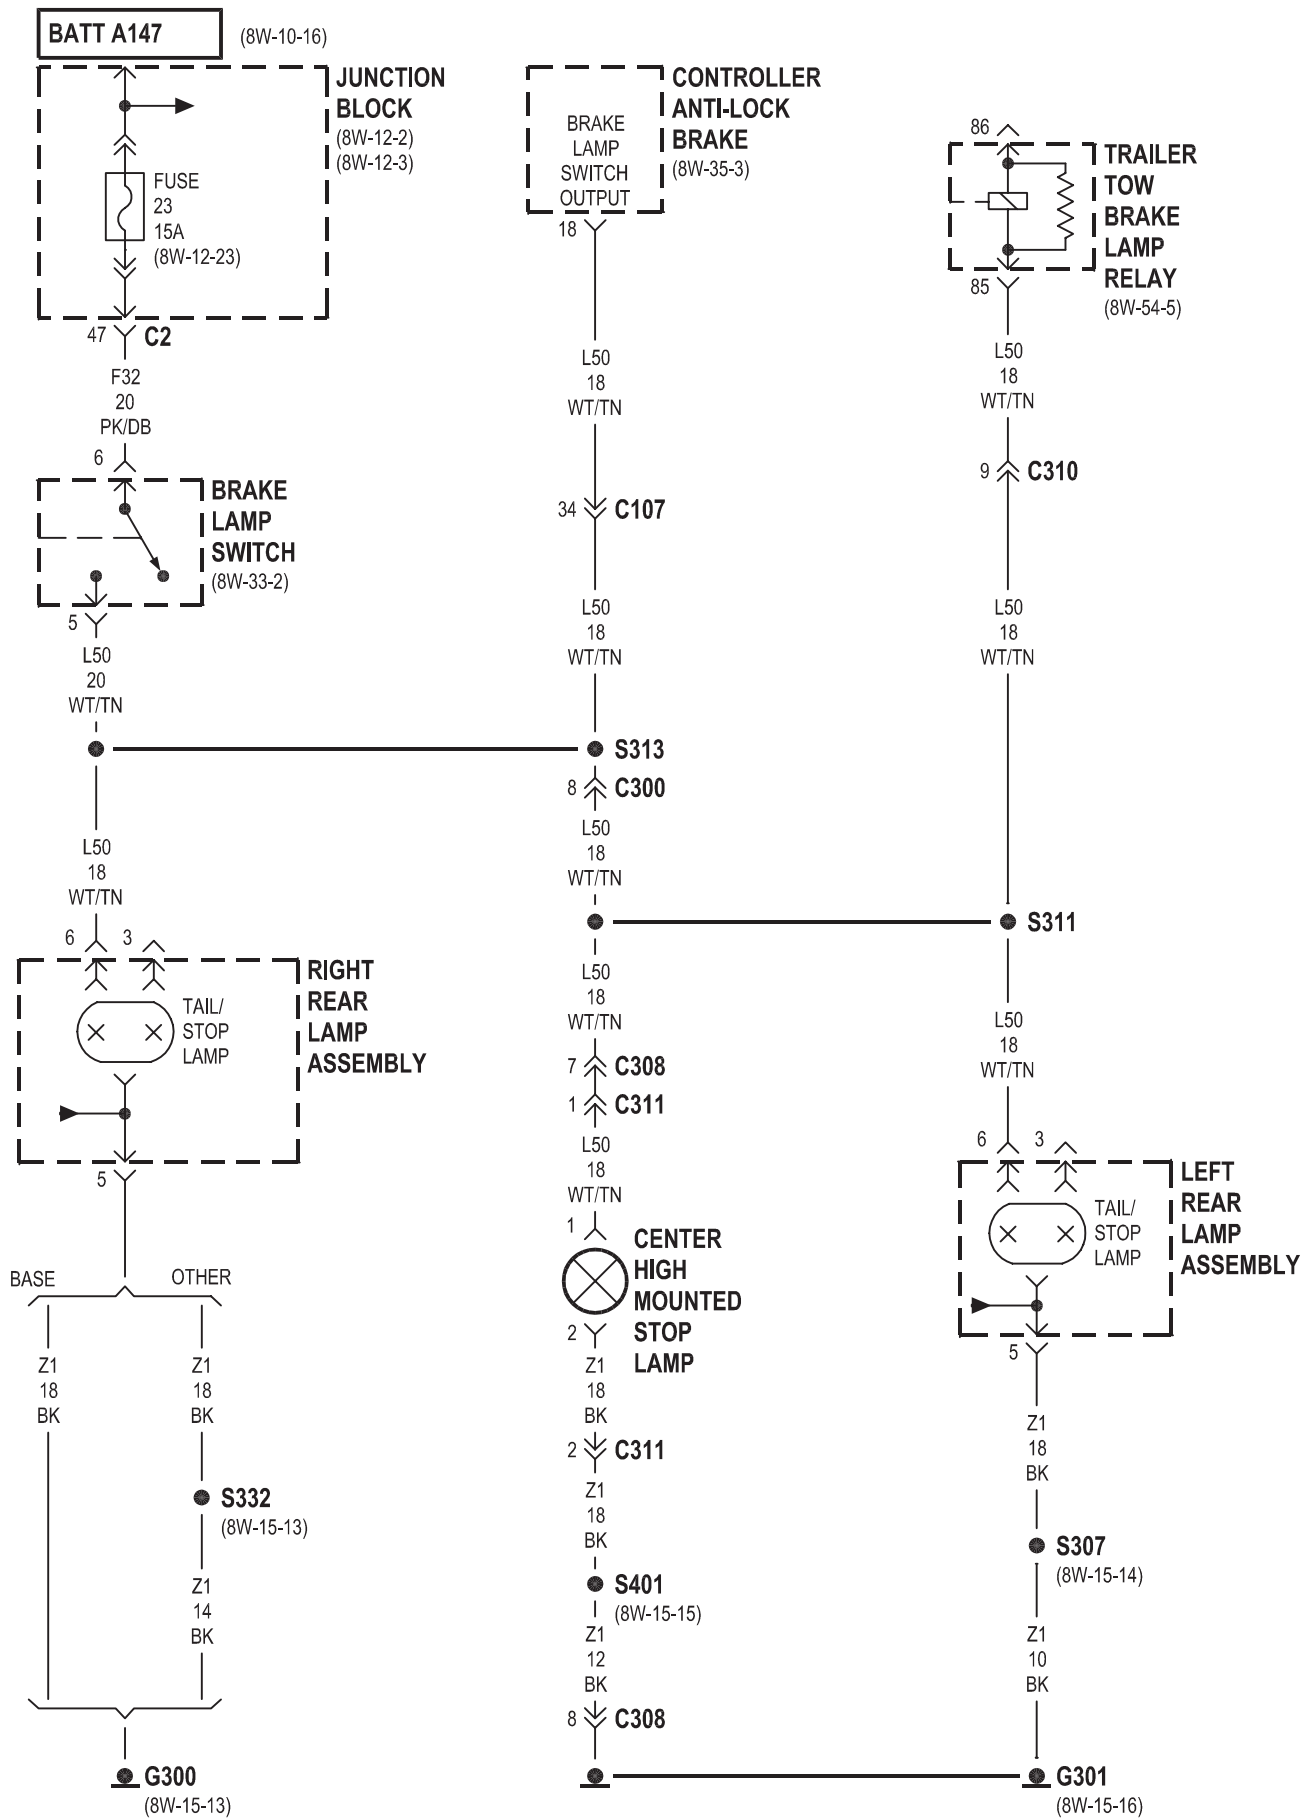 BATT A147
(8W-10-16)
JUNCTION
BLOCK
(8W-12-2)
(8W-12-3)
FUSE
23
15A
(8W-12-23)
47
C2
F32
20
PK/DB
6
BRAKE
LAMP
SWITCH
(8W-33-2)
5
L50
20
WT/TN
L50
18
WT/TN
6
3
RIGHT
REAR
LAMP
ASSEMBLY
TAIL/
STOP
LAMP
5
BASE
OTHER
Z1
18
BK
Z1
18
BK
S332
(8W-15-13)
Z1
14
BK
G300
(8W-15-13)
CONTROLLER
ANTI-LOCK
BRAKE
(8W-35-3)
BRAKE
LAMP
SWITCH
OUTPUT
18
L50
18
WT/TN
34
C107
L50
18
WT/TN
S313
8
C300
L50
18
WT/TN
L50
18
WT/TN
7
C308
1
C311
L50
18
WT/TN
1
CENTER
HIGH
MOUNTED
STOP
LAMP
2
Z1
18
BK
2
C311
Z1
18
BK
S401
(8W-15-15)
Z1
12
BK
8
C308
86
TRAILER
TOW
BRAKE
LAMP
RELAY
(8W-54-5)
85
L50
18
WT/TN
9
C310
L50
18
WT/TN
S311
L50
18
WT/TN
6
3
LEFT
REAR
LAMP
ASSEMBLY
TAIL/
STOP
LAMP
5
Z1
18
BK
S307
(8W-15-14)
Z1
10
BK
G301
(8W-15-16)